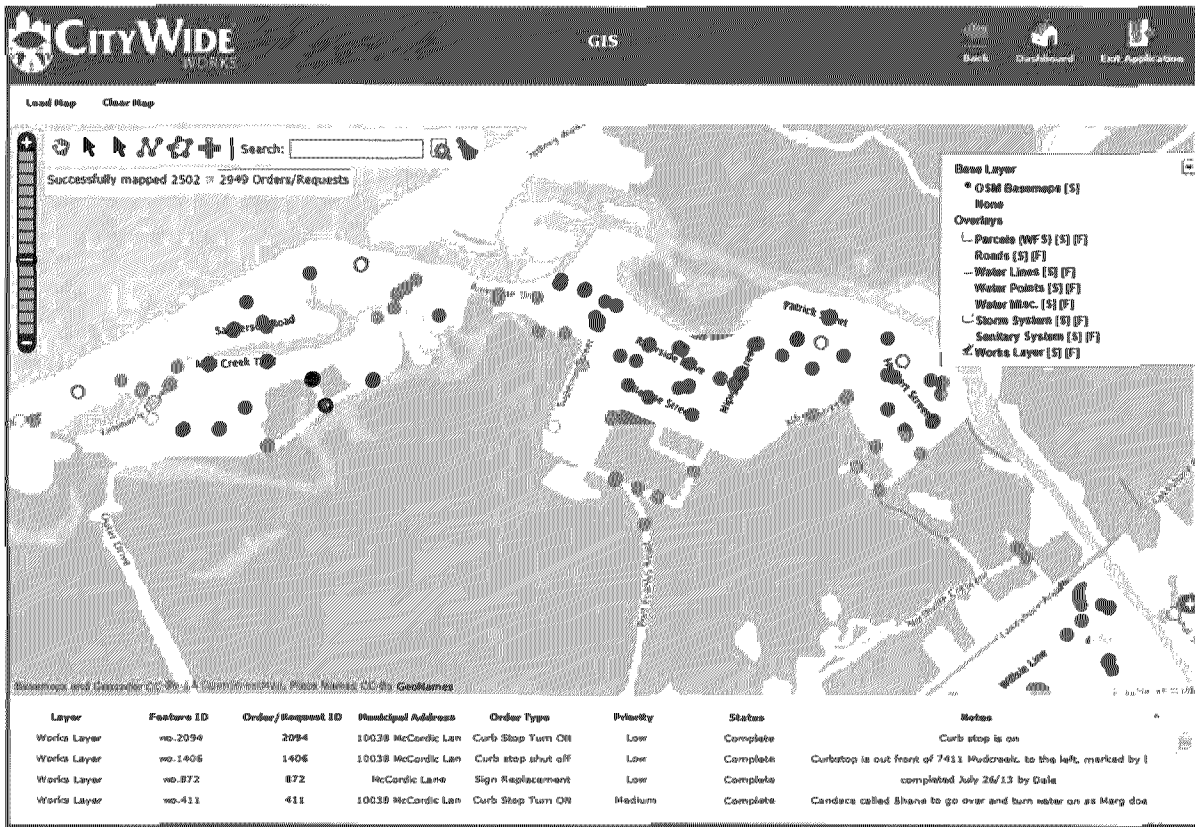 CITYWIDE
WORKS
GIS
Back Dashboard Exit Application
Load Map Clear Map
Search:
Successfully mapped 2502 2949 Orders/Requests
Base Layer
OSM Basemaps [S]
None
Overlays
Parcels (WFS) [S] [F]
Roads [S] [F]
Water Lines [S] [F]
Water Points [S] [F]
Water Misc. [S] [F]
Storm System [S] [F]
Sanitary System [S] [F]
Works Layer [S] [F]
Patrick Street
Road
Creek
Outer Drive
Line
GeoNames
Layer Feature ID Order/Request ID Municipal Address Order Type Priority Status Notes
Works Layer wo.2094 2094 10038 McCordic Lan Curb Stop Turn ON Low Complete Curb stop is on
Works Layer wo.1406 1406 10038 McCordic Lan Curb stop shut off Low Complete Curbstop is out front of 7411 Mudcreek, to the left, marked by
Works Layer wo.872 872 McCordic Lane Sign Replacement Low Complete completed July 26/13 by Dale
Works Layer wo.411 411 10038 McCordic Lan Curb Stop Turn ON Medium Complete Candace called Shane to go over and turn water on as Marg doe